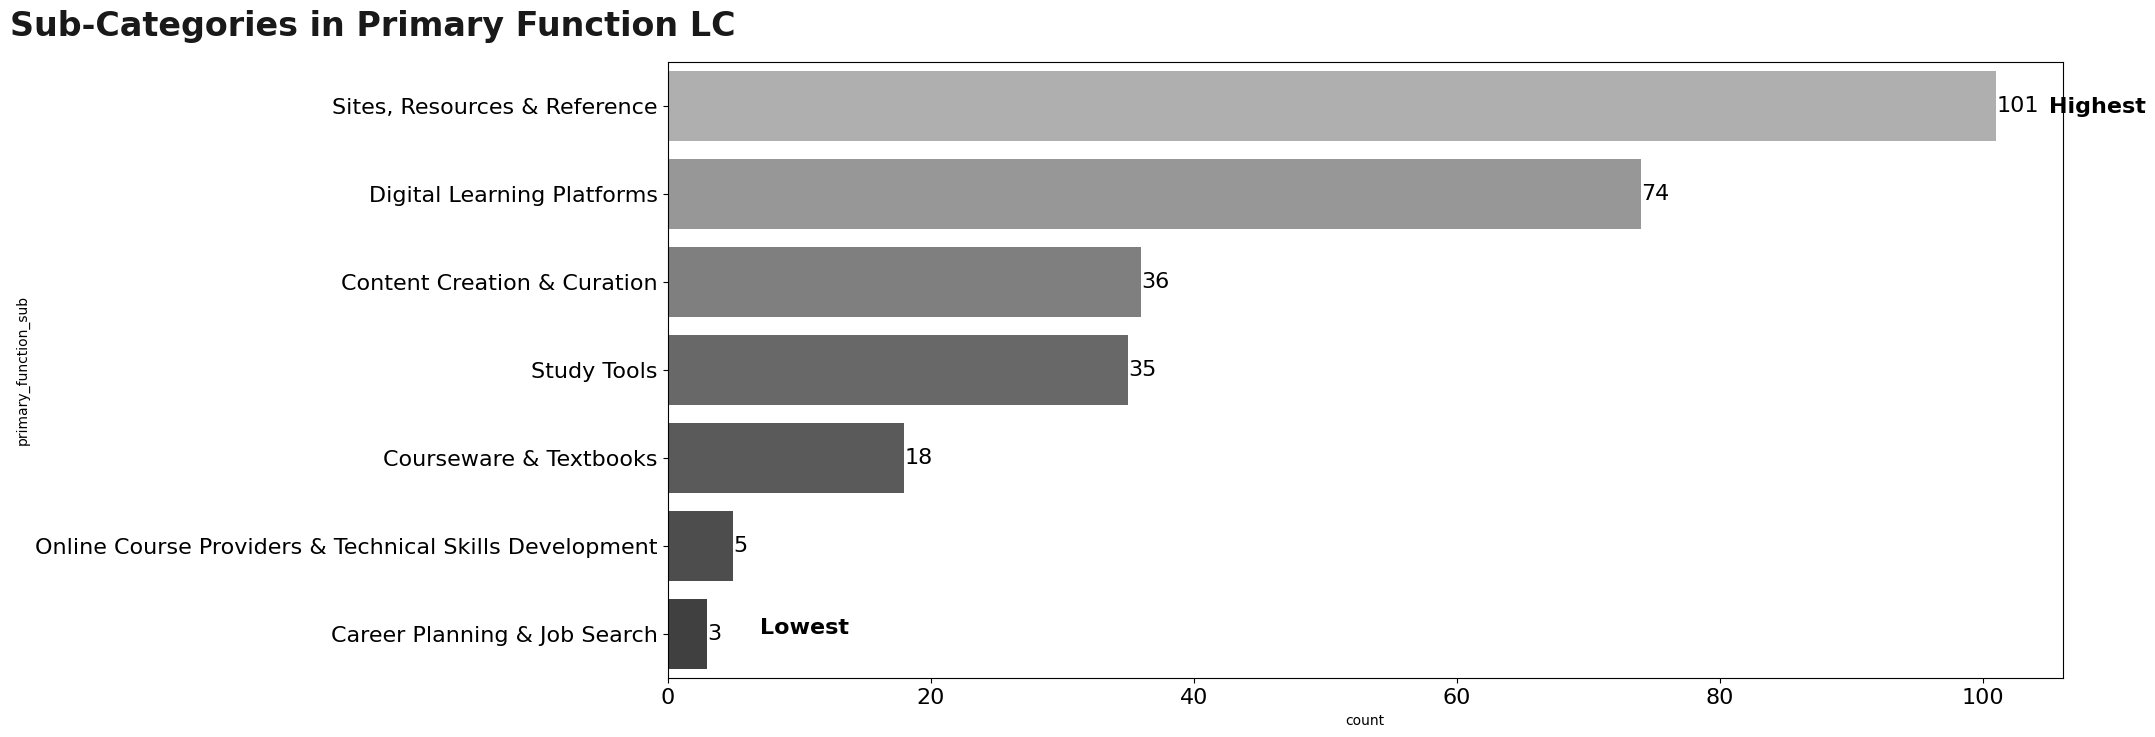 Sub-Categories in Primary Function LC
Sites, Resources & Reference 101 Highest
Digital Learning Platforms 74
Content Creation & Curation 36
Study Tools 35
Courseware & Textbooks 18
Online Course Providers & Technical Skills Development 5
Career Planning & Job Search 3 Lowest
primary_function_sub
0 20 40 60 80 100
count